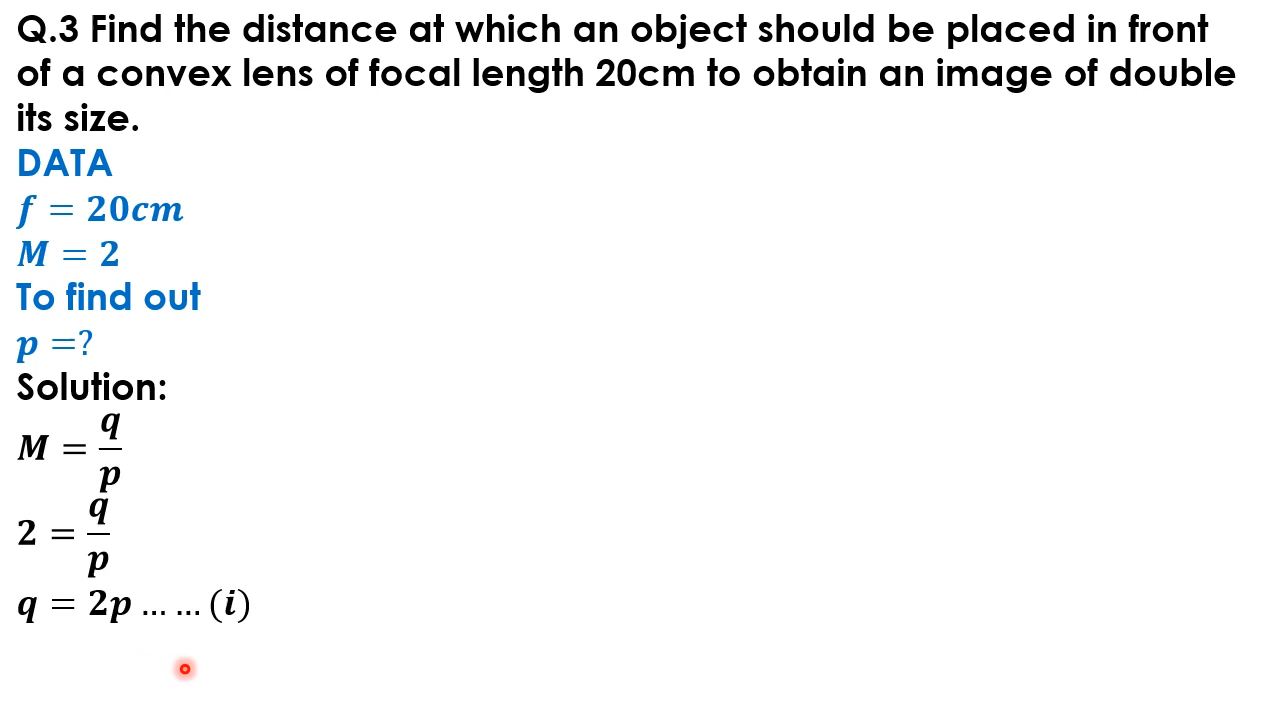 Q.3 Find the distance at which an object should be placed in front
of a convex lens of focal length 20cm to obtain an image of double
its size.
DATA
f = 20cm
M = 2
To find out
p =?
Solution:
M = q/p
2 = q/p
q = 2p ... ... (i)